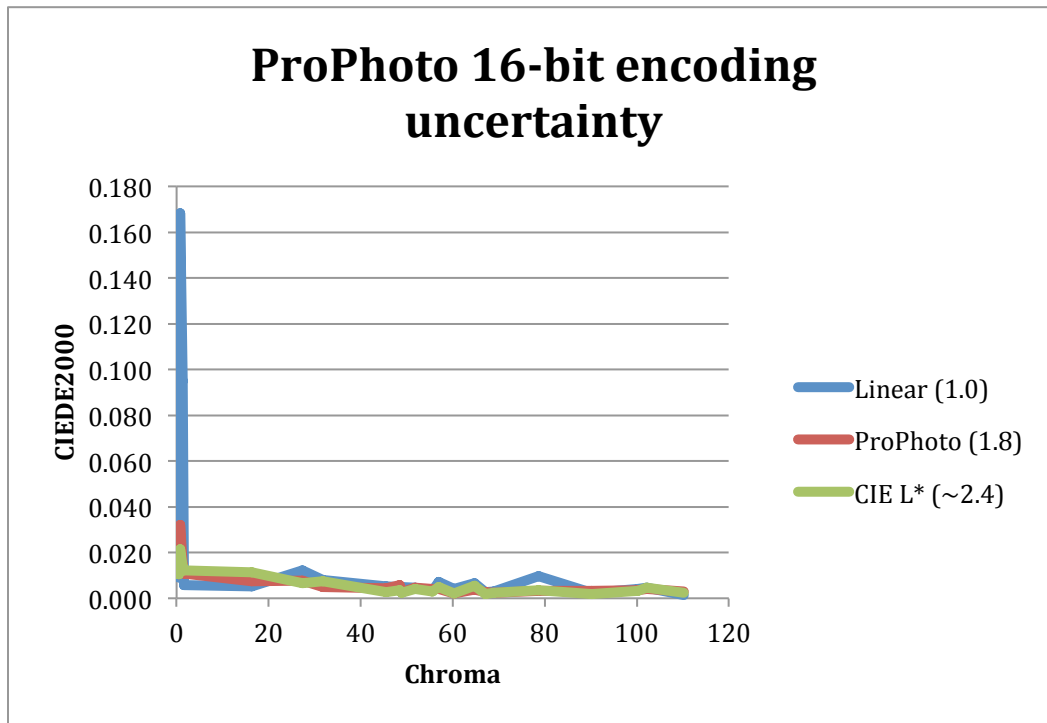 ProPhoto 16-bit encoding
uncertainty
0.180
0.160
0.140
0.120
0.100
0.080
0.060
0.040
0.020
0.000
CIEDE2000
0 20 40 60 80 100 120
Chroma
Linear (1.0)
ProPhoto (1.8)
CIE L* (~2.4)